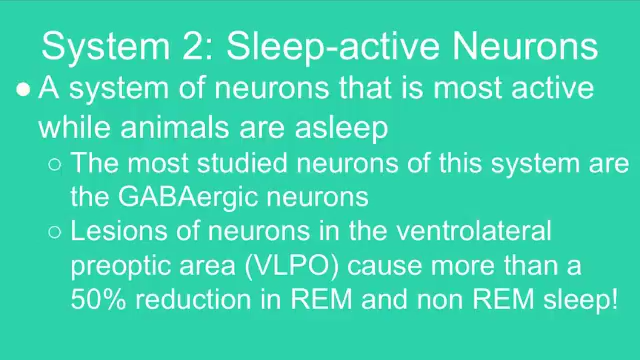 System 2: Sleep-active Neurons
● A system of neurons that is most active
while animals are asleep
○ The most studied neurons of this system are
the GABAergic neurons
○ Lesions of neurons in the ventrolateral
preoptic area (VLPO) cause more than a
50% reduction in REM and non REM sleep!